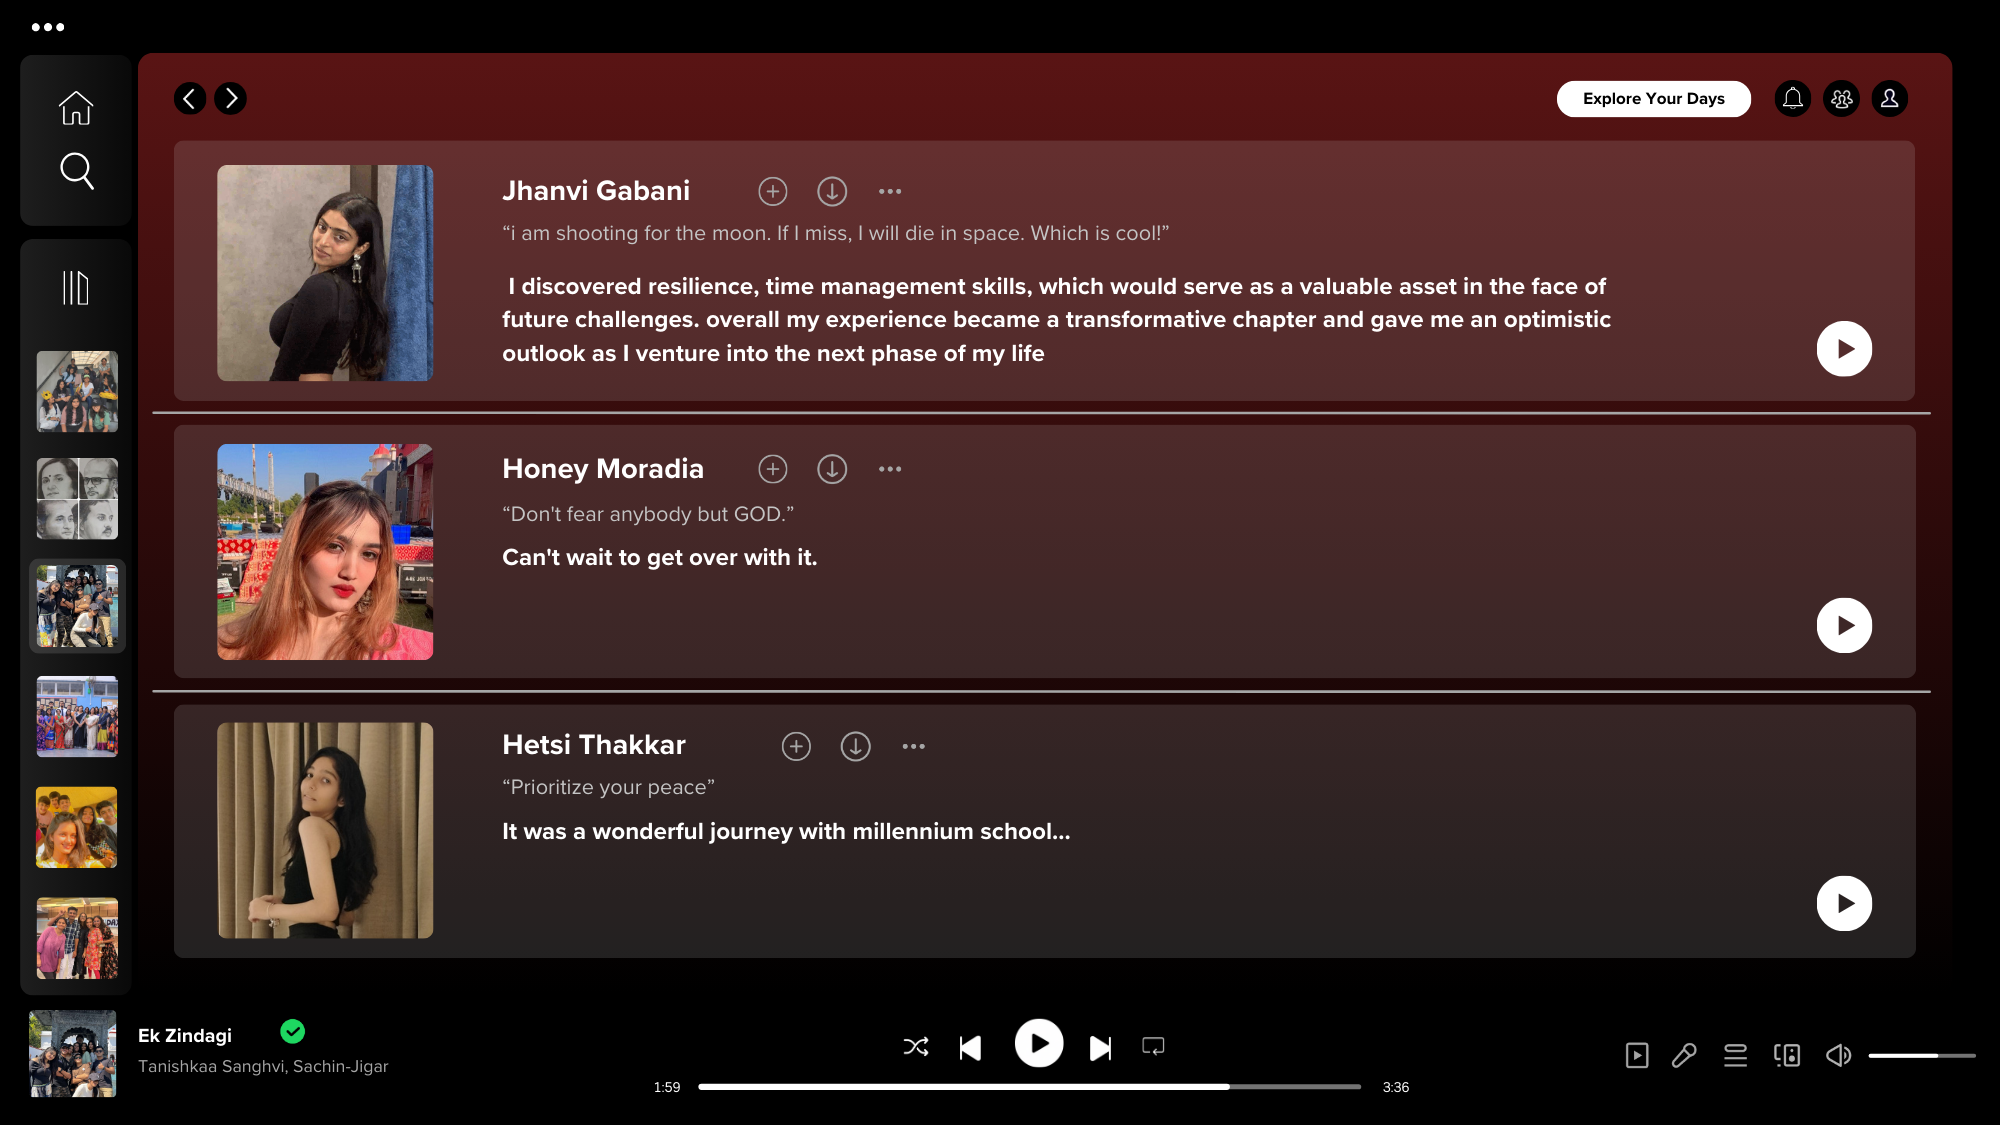 Explore Your Days
Jhanvi Gabani
“i am shooting for the moon. If I miss, I will die in space. Which is cool!”
I discovered resilience, time management skills, which would serve as a valuable asset in the face of
future challenges. overall my experience became a transformative chapter and gave me an optimistic
outlook as I venture into the next phase of my life
Honey Moradia
“Don't fear anybody but GOD.”
Can't wait to get over with it.
Hetsi Thakkar
“Prioritize your peace”
It was a wonderful journey with millennium school...
Ek Zindagi
Tanishkaa Sanghvi, Sachin-Jigar
1:59
3:36